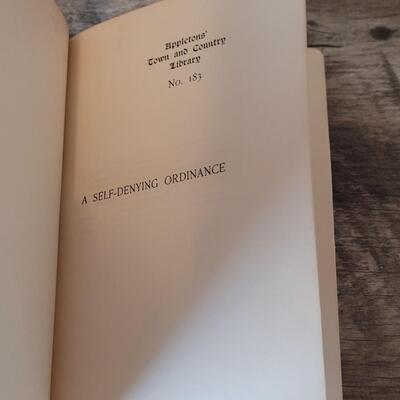 Appletons'
Town and Country
Library
No. 183
A SELF-DENYING ORDINANCE